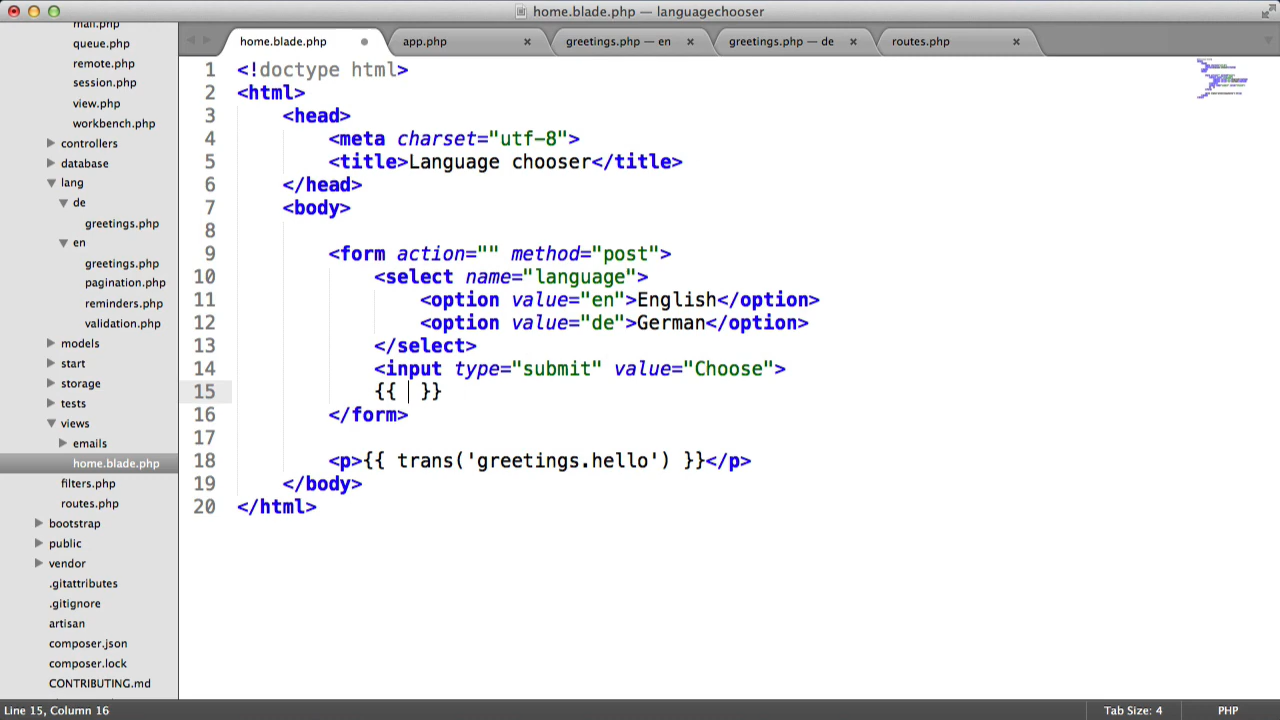 home.blade.php — languagechooser
mail.php
queue.php
remote.php
session.php
view.php
workbench.php
controllers
database
lang
de
greetings.php
en
greetings.php
pagination.php
reminders.php
validation.php
models
start
storage
tests
views
emails
home.blade.php
filters.php
routes.php
bootstrap
public
vendor
.gitattributes
.gitignore
artisan
composer.json
composer.lock
CONTRIBUTING.md
home.blade.php app.php greetings.php — en greetings.php — de routes.php
1 <!doctype html>
2 <html>
3 <head>
4 <meta charset="utf-8">
5 <title>Language chooser</title>
6 </head>
7 <body>
8
9 <form action="" method="post">
10 <select name="language">
11 <option value="en">English</option>
12 <option value="de">German</option>
13 </select>
14 <input type="submit" value="Choose">
15 {{ }}
16 </form>
17
18 <p>{{ trans('greetings.hello') }}</p>
19 </body>
20 </html>
Line 15, Column 16 Tab Size: 4 PHP